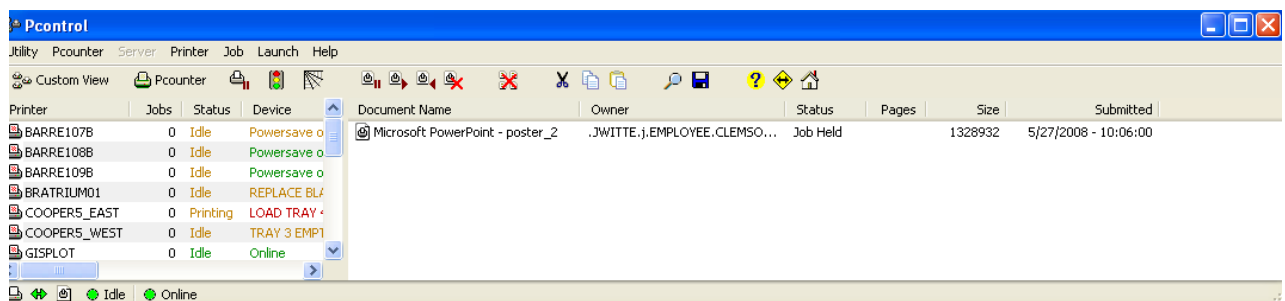 Pcontrol
Utility Pcounter Server Printer Job Launch Help
Custom View Pcounter
Printer Jobs Status Device Document Name Owner Status Pages Size Submitted
BARRE107B 0 Idle Powersave o Microsoft PowerPoint - poster_2 .JWITTE.j.EMPLOYEE.CLEMSO... Job Held 1328932 5/27/2008 - 10:06:00
BARRE108B 0 Idle Powersave o
BARRE109B 0 Idle Powersave o
BRATRIUM01 0 Idle REPLACE BLA
COOPER5_EAST 0 Printing LOAD TRAY 4
COOPER5_WEST 0 Idle TRAY 3 EMPT
GISPLOT 0 Idle Online
Idle Online